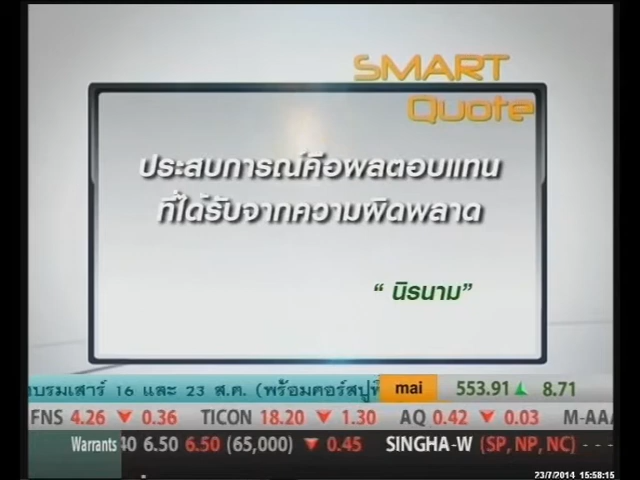 SMART
Quote
ประสบการณ์คือผลตอบแทน
ที่ได้รับจากความผิดพลาด
“ นิรนาม”
อบรมเสาร์ 16 และ 23 ส.ค. (พร้อมคอร์สปูพื้ mai 553.91 ▲ 8.71
FNS 4.26 ▼ 0.36 TICON 18.20 ▼ 1.30 AQ 0.42 ▼ 0.03 M-AAA
Warrants 40 6.50 6.50 (65,000) ▼ 0.45 SINGHA-W (SP, NP, NC) - - -
23/7/2014 15:58:15